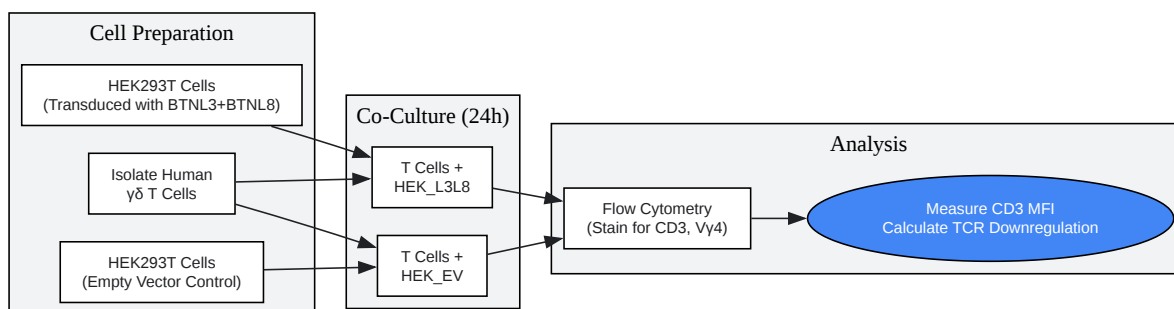 Cell Preparation
HEK293T Cells
(Transduced with BTNL3+BTNL8)
Isolate Human
γδ T Cells
HEK293T Cells
(Empty Vector Control)
Co-Culture (24h)
T Cells +
HEK_L3L8
T Cells +
HEK_EV
Analysis
Flow Cytometry
(Stain for CD3, Vγ4)
Measure CD3 MFI
Calculate TCR Downregulation